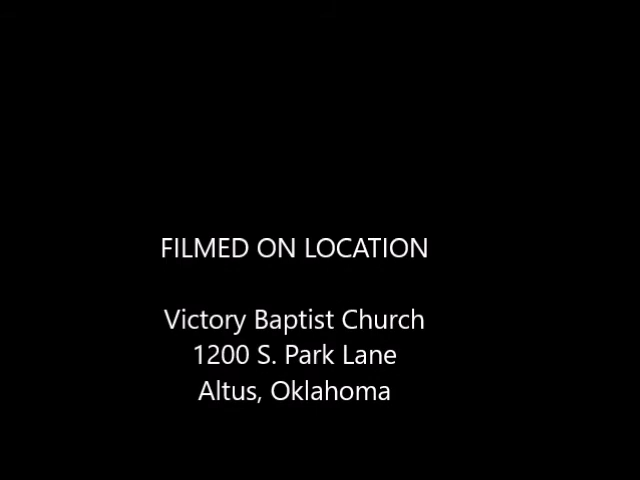 FILMED ON LOCATION
Victory Baptist Church
1200 S. Park Lane
Altus, Oklahoma